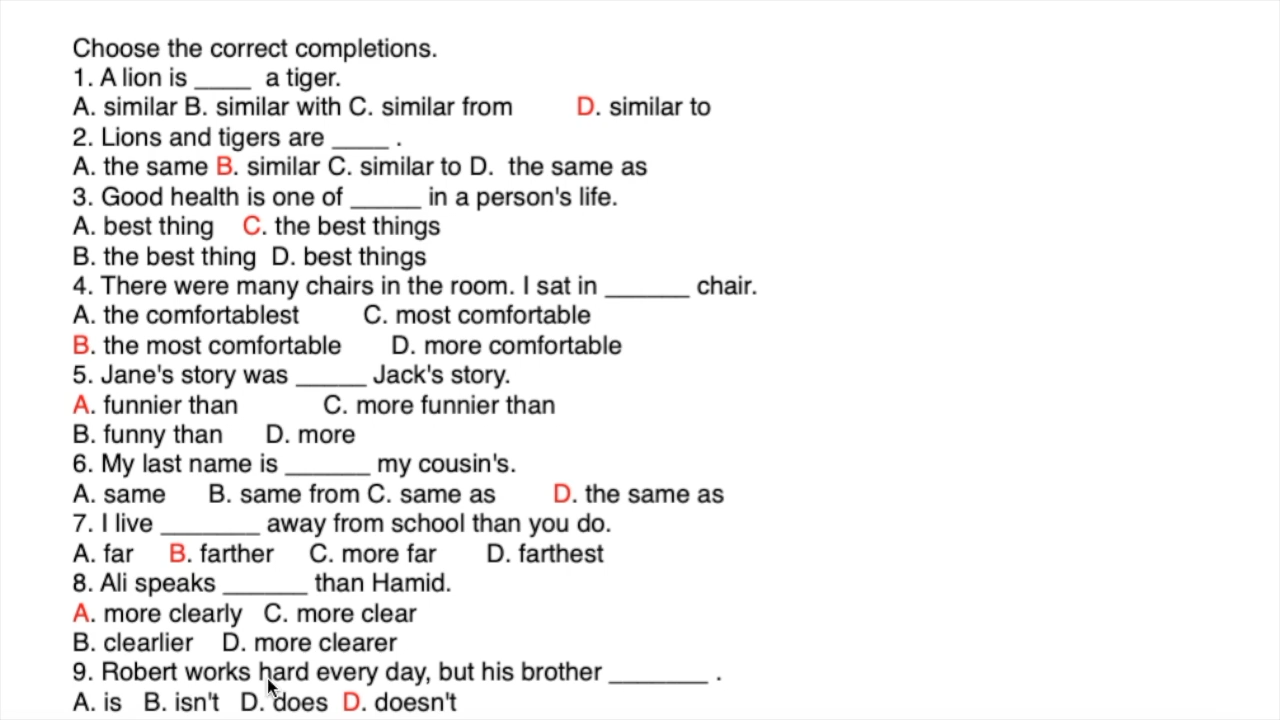 Choose the correct completions.
1. A lion is ____ a tiger.
A. similar B. similar with C. similar from D. similar to
2. Lions and tigers are ____ .
A. the same B. similar C. similar to D. the same as
3. Good health is one of _____ in a person's life.
A. best thing C. the best things
B. the best thing D. best things
4. There were many chairs in the room. I sat in ______ chair.
A. the comfortablest C. most comfortable
B. the most comfortable D. more comfortable
5. Jane's story was _____ Jack's story.
A. funnier than C. more funnier than
B. funny than D. more
6. My last name is ______ my cousin's.
A. same B. same from C. same as D. the same as
7. I live _______ away from school than you do.
A. far B. farther C. more far D. farthest
8. Ali speaks ______ than Hamid.
A. more clearly C. more clear
B. clearlier D. more clearer
9. Robert works hard every day, but his brother _______ .
A. is B. isn't D. does D. doesn't